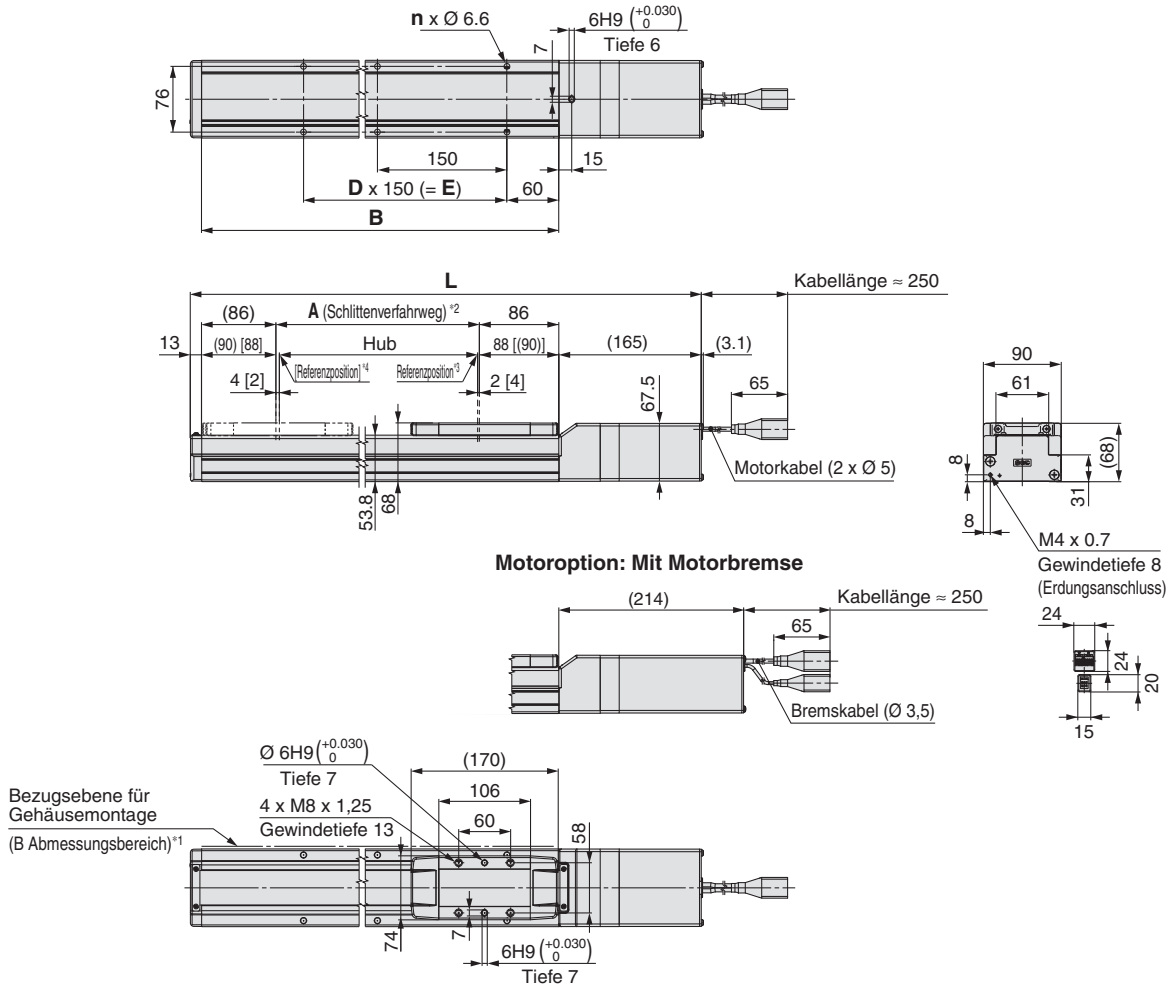 n x Ø 6.6
6H9 (+0.030 0)
Tiefe 6
7
76
150
15
D x 150 (= E)
60
B
L
Kabellänge ≈ 250
(86)
A (Schlittenverfahrweg) *2
86
13
(90) [88]
Hub
88 [(90)]
(165)
(3.1)
[Referenzposition] *4
Referenzposition*3
4 [2]
2 [4]
67.5
65
Motorkabel (2 x Ø 5)
53.8
68
90
61
(68)
8
31
8
M4 x 0.7
Gewindetiefe 8
(Erdungsanschluss)
Motoroption: Mit Motorbremse
(214)
Kabellänge ≈ 250
65
Bremskabel (Ø 3,5)
24
24
20
15
Ø 6H9 (+0.030 0)
Tiefe 7
(170)
106
4 x M8 x 1,25
Gewindetiefe 13
60
58
Bezugsebene für
Gehäusemontage
(B Abmessungsbereich)*1
74
7
6H9 (+0.030 0)
Tiefe 7